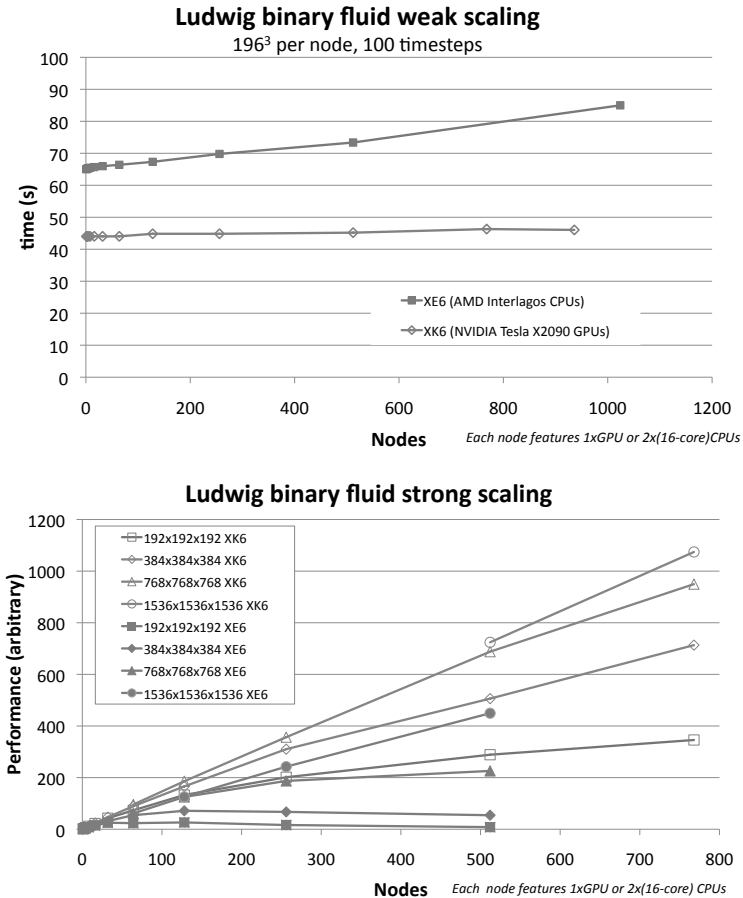 Ludwig binary fluid weak scaling
196³ per node, 100 timesteps
time (s)
100
90
80
70
60
50
40
30
20
10
0
XE6 (AMD Interlagos CPUs)
XK6 (NVIDIA Tesla X2090 GPUs)
0 200 400 600 800 1000 1200
Nodes
Each node features 1xGPU or 2x(16-core)CPUs
Ludwig binary fluid strong scaling
Performance (arbitrary)
1200
1000
800
600
400
200
0
192x192x192 XK6
384x384x384 XK6
768x768x768 XK6
1536x1536x1536 XK6
192x192x192 XE6
384x384x384 XE6
768x768x768 XE6
1536x1536x1536 XE6
0 100 200 300 400 500 600 700 800
Nodes
Each node features 1xGPU or 2x(16-core) CPUs